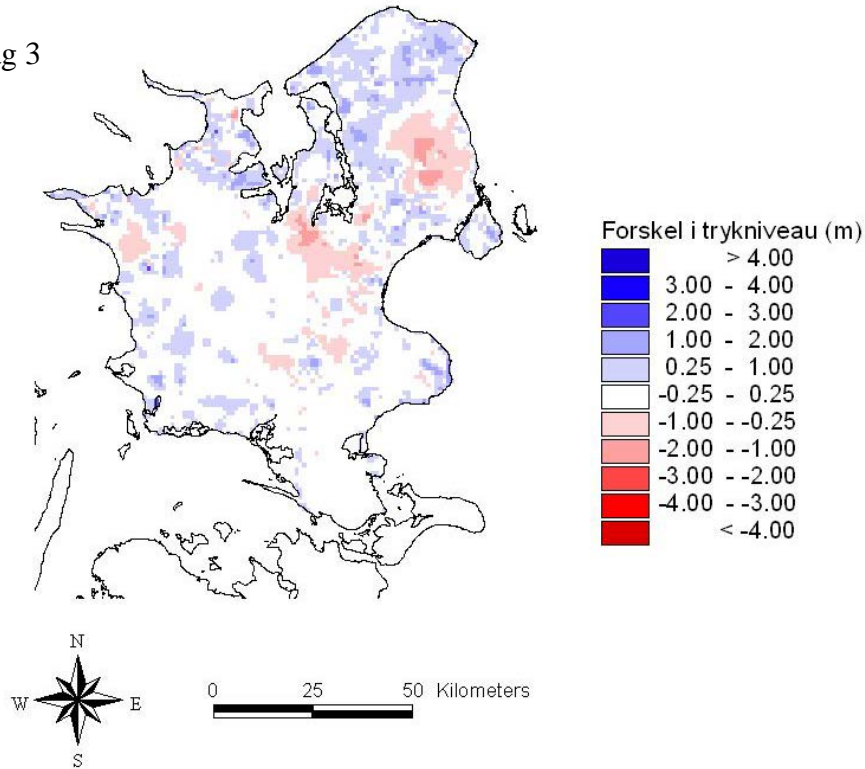 g 3
Forskel i trykniveau (m)
> 4.00
3.00 - 4.00
2.00 - 3.00
1.00 - 2.00
0.25 - 1.00
-0.25 - 0.25
-1.00 - -0.25
-2.00 - -1.00
-3.00 - -2.00
-4.00 - -3.00
< -4.00
N
W E
S
0 25 50 Kilometers